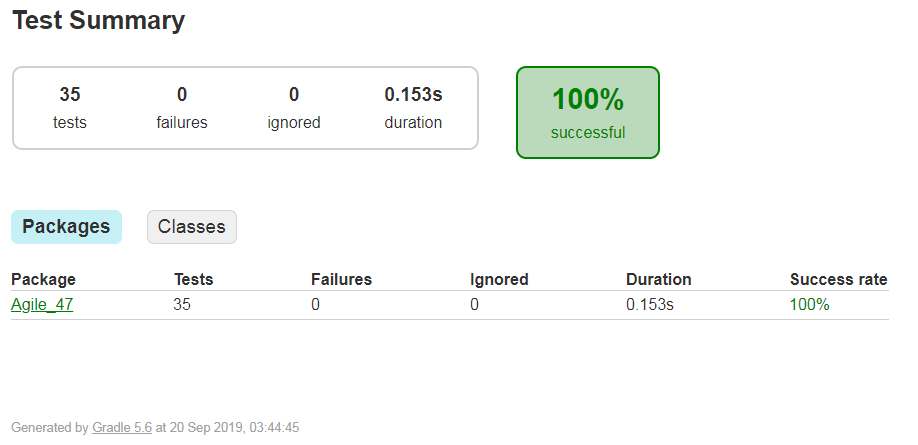 Test Summary
35 0 0 0.153s
tests failures ignored duration
100%
successful
Packages Classes
Package Tests Failures Ignored Duration Success rate
Agile_47 35 0 0 0.153s 100%
Generated by Gradle 5.6 at 20 Sep 2019, 03:44:45